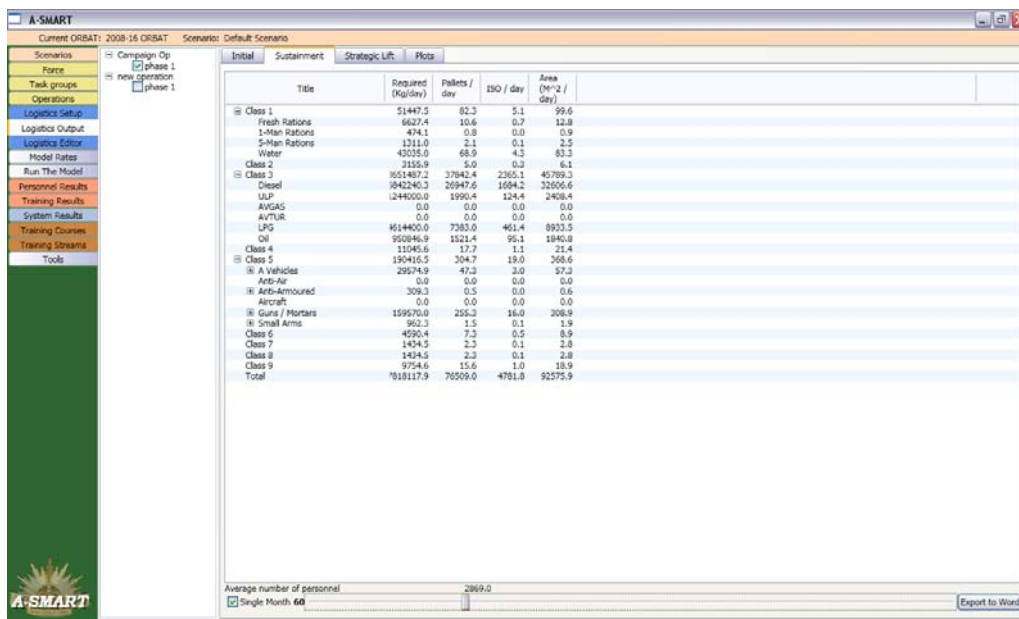 A-SMART
Current ORBAT: 2008-16 ORBAT Scenario: Default Scenario
Scenarios
Force
Task groups
Operations
Logistics Setup
Logistics Output
Logistics Editor
Model Rates
Run The Model
Personnel Results
Training Results
System Results
Training Courses
Training Streams
Tools
A-SMART
Campaign Op
phase 1
new operation
phase 1
Initial Sustainment Strategic Lift Plots
Title Required (Kg/day) Pallets / day ISO / day Area (M^2 / day)
Class 1 51447.5 82.3 5.1 99.6
Fresh Rations 6627.4 10.6 0.7 12.8
1-Man Rations 474.1 0.8 0.0 0.9
5-Man Rations 1311.0 2.1 0.1 2.5
Water 43035.0 68.9 4.3 83.3
Class 2 3155.9 5.0 0.3 6.1
Class 3 651487.2 37842.4 2365.1 45789.3
Diesel 842240.3 26947.6 1684.2 32606.6
ULP 244000.0 1990.4 124.4 2408.4
AVGAS 0.0 0.0 0.0 0.0
AVTUR 0.0 0.0 0.0 0.0
LPG 614400.0 7383.0 461.4 8933.5
Oil 950846.9 1521.4 95.1 1840.8
Class 4 11045.6 17.7 1.1 21.4
Class 5 190416.5 304.7 19.0 368.6
A Vehicles 29574.9 47.3 3.0 57.3
Anti-Air 0.0 0.0 0.0 0.0
Anti-Armoured 309.3 0.5 0.0 0.6
Aircraft 0.0 0.0 0.0 0.0
Guns / Mortars 159570.0 255.3 16.0 308.9
Small Arms 962.3 1.5 0.1 1.9
Class 6 4590.4 7.3 0.5 8.9
Class 7 1434.5 2.3 0.1 2.8
Class 8 1434.5 2.3 0.1 2.8
Class 9 9754.6 15.6 1.0 18.9
Total 818117.9 76509.0 4781.8 92575.9
Average number of personnel 2869.0
Single Month 60
Export to Word